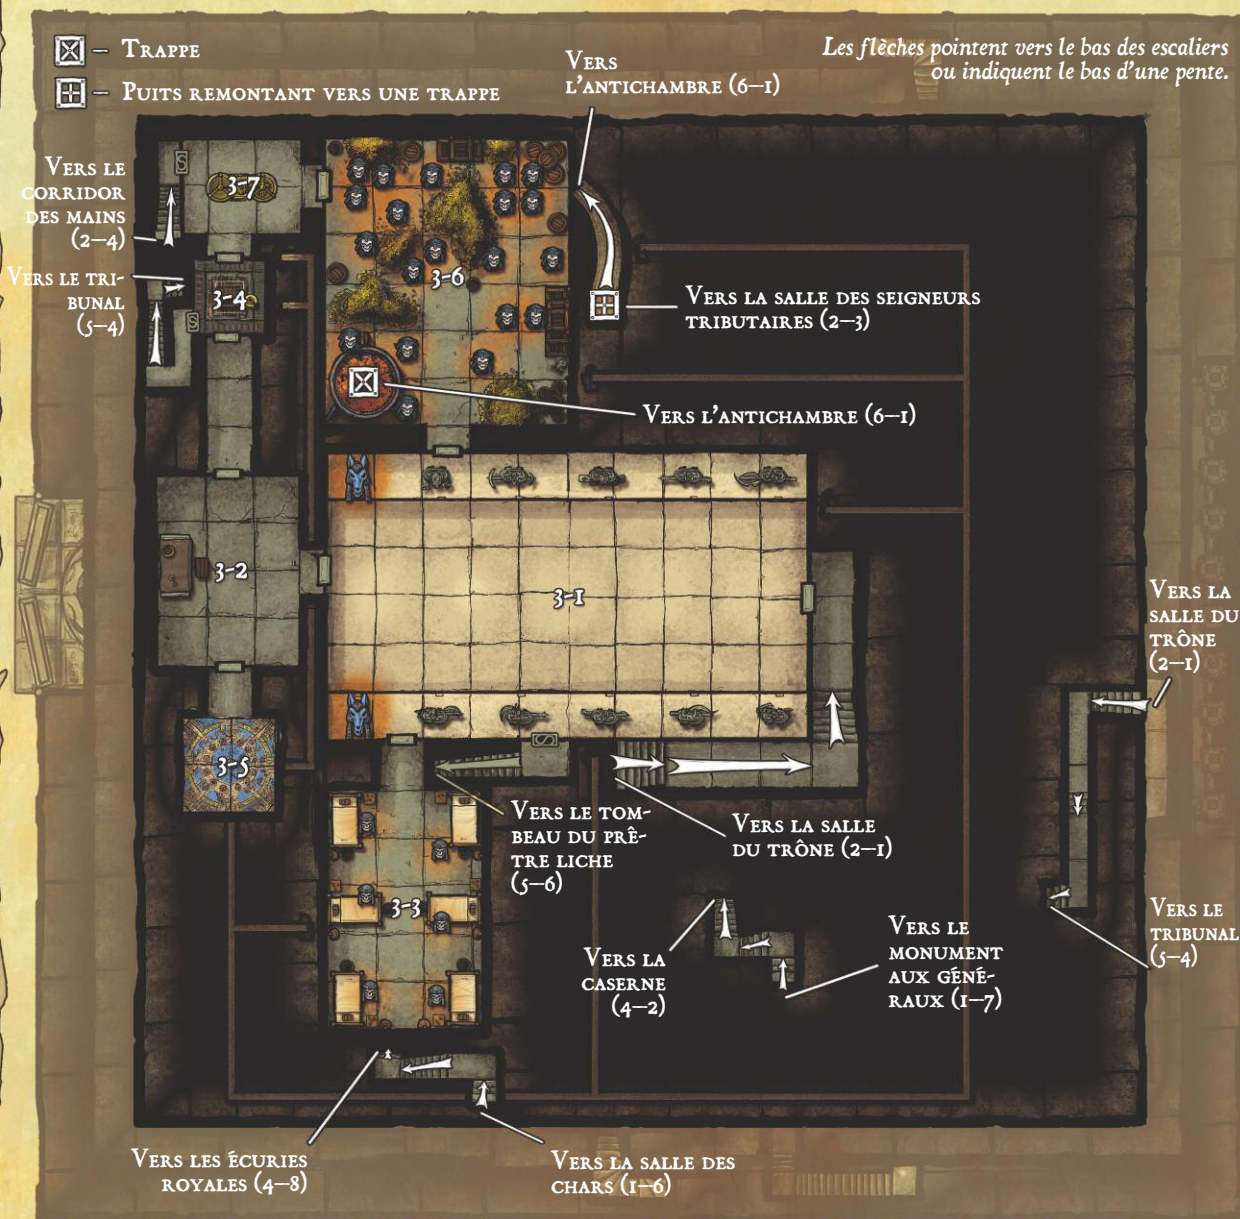 – Trappe
– Puits remontant vers une trappe
Vers
l'antichambre (6–1)
Les flèches pointent vers le bas des escaliers
ou indiquent le bas d'une pente.
Vers le
corridor
des mains
(2–4)
3-7
Vers le tri-
bunal
(5–4)
3-4
3-6
Vers la salle des seigneurs
tributaires (2–3)
Vers l'antichambre (6–1)
S
S
3-2
3-1
Vers la
salle du
trône
(2–1)
3-5
S
Vers le tom-
beau du prê-
tre liche
(5–6)
Vers la salle
du trône (2–1)
3-3
Vers la
caserne
(4–2)
Vers le
monument
aux géné-
raux (1–7)
Vers le
tribunal
(5–4)
Vers les écuries
royales (4–8)
Vers la salle des
chars (1–6)